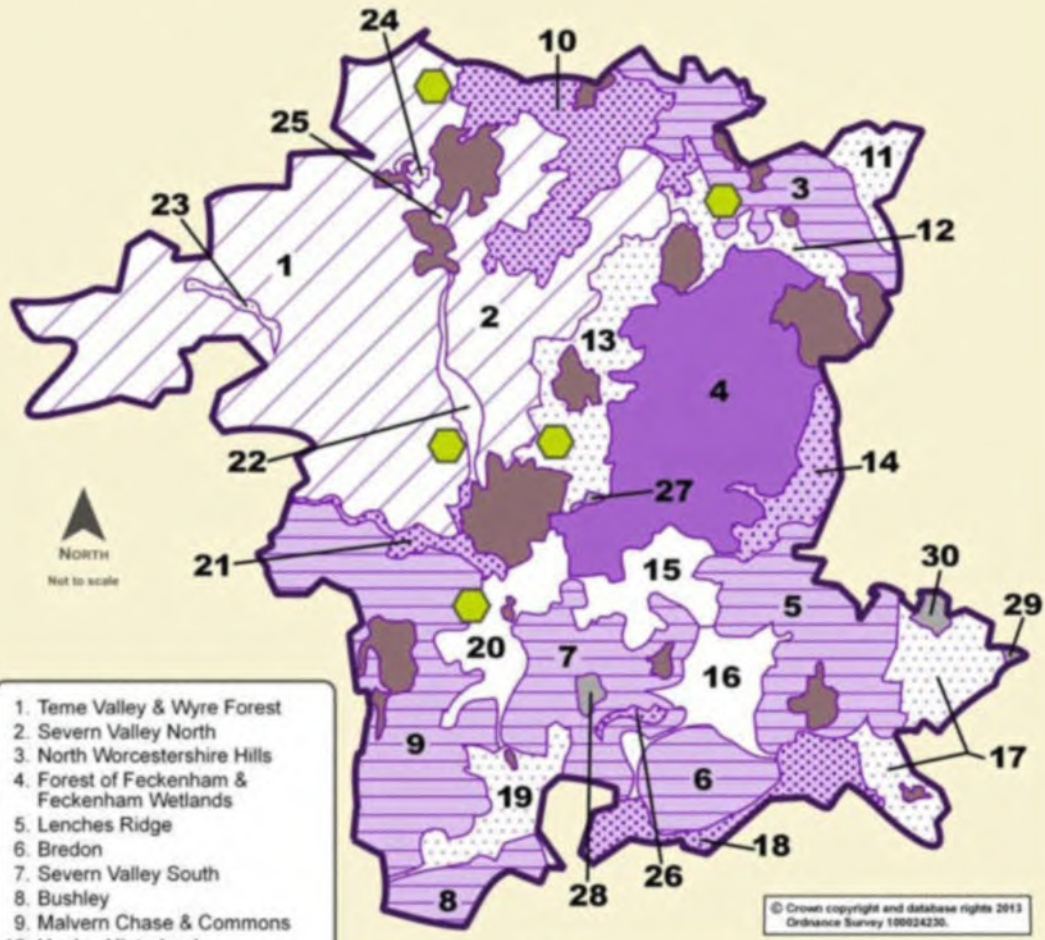 24
10
25
11
3
23
12
1
2
13
4
22
14
27
NORTH
Not to scale
21
15
30
5
29
20
7
16
9
17
6
19
18
28
26
8
1. Teme Valley & Wyre Forest
2. Severn Valley North
3. North Worcestershire Hills
4. Forest of Feckenham &
Feckenham Wetlands
5. Lenches Ridge
6. Bredon
7. Severn Valley South
8. Bushley
9. Malvern Chase & Commons
© Crown copyright and database rights 2013
Ordnance Survey 100024230.